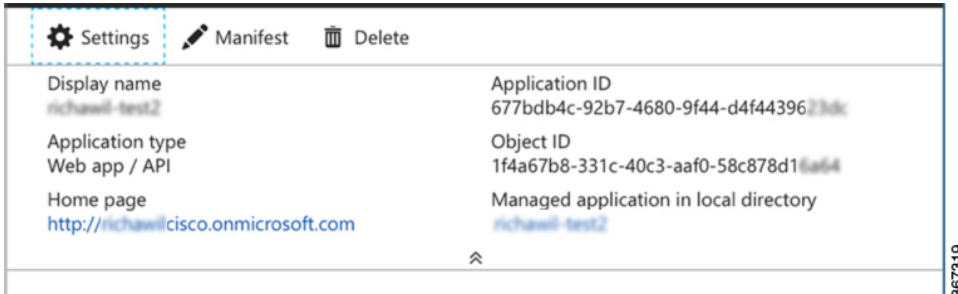 Settings Manifest Delete
Display name
Application type
Web app / API
Home page
http:// cisco.onmicrosoft.com
Application ID
677bdb4c-92b7-4680-9f44-d4f44396
Object ID
1f4a67b8-331c-40c3-aaf0-58c878d1
Managed application in local directory
367319